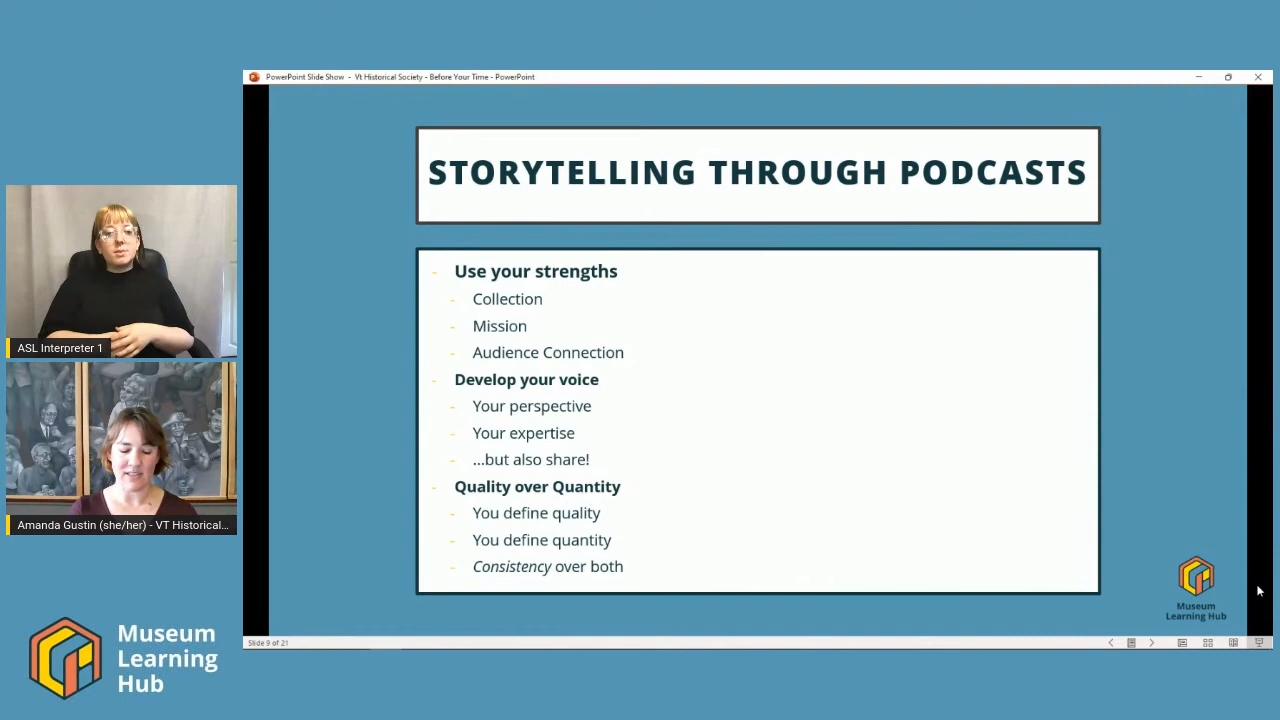 PowerPoint Slide Show - Vt Historical Society - Before Your Time - PowerPoint
STORYTELLING THROUGH PODCASTS
- Use your strengths
- Collection
- Mission
- Audience Connection
- Develop your voice
- Your perspective
- Your expertise
- ...but also share!
- Quality over Quantity
- You define quality
- You define quantity
- Consistency over both
Museum
Learning Hub
Slide 9 of 21
ASL Interpreter 1
Amanda Gustin (she/her) - VT Historical...
Museum
Learning
Hub